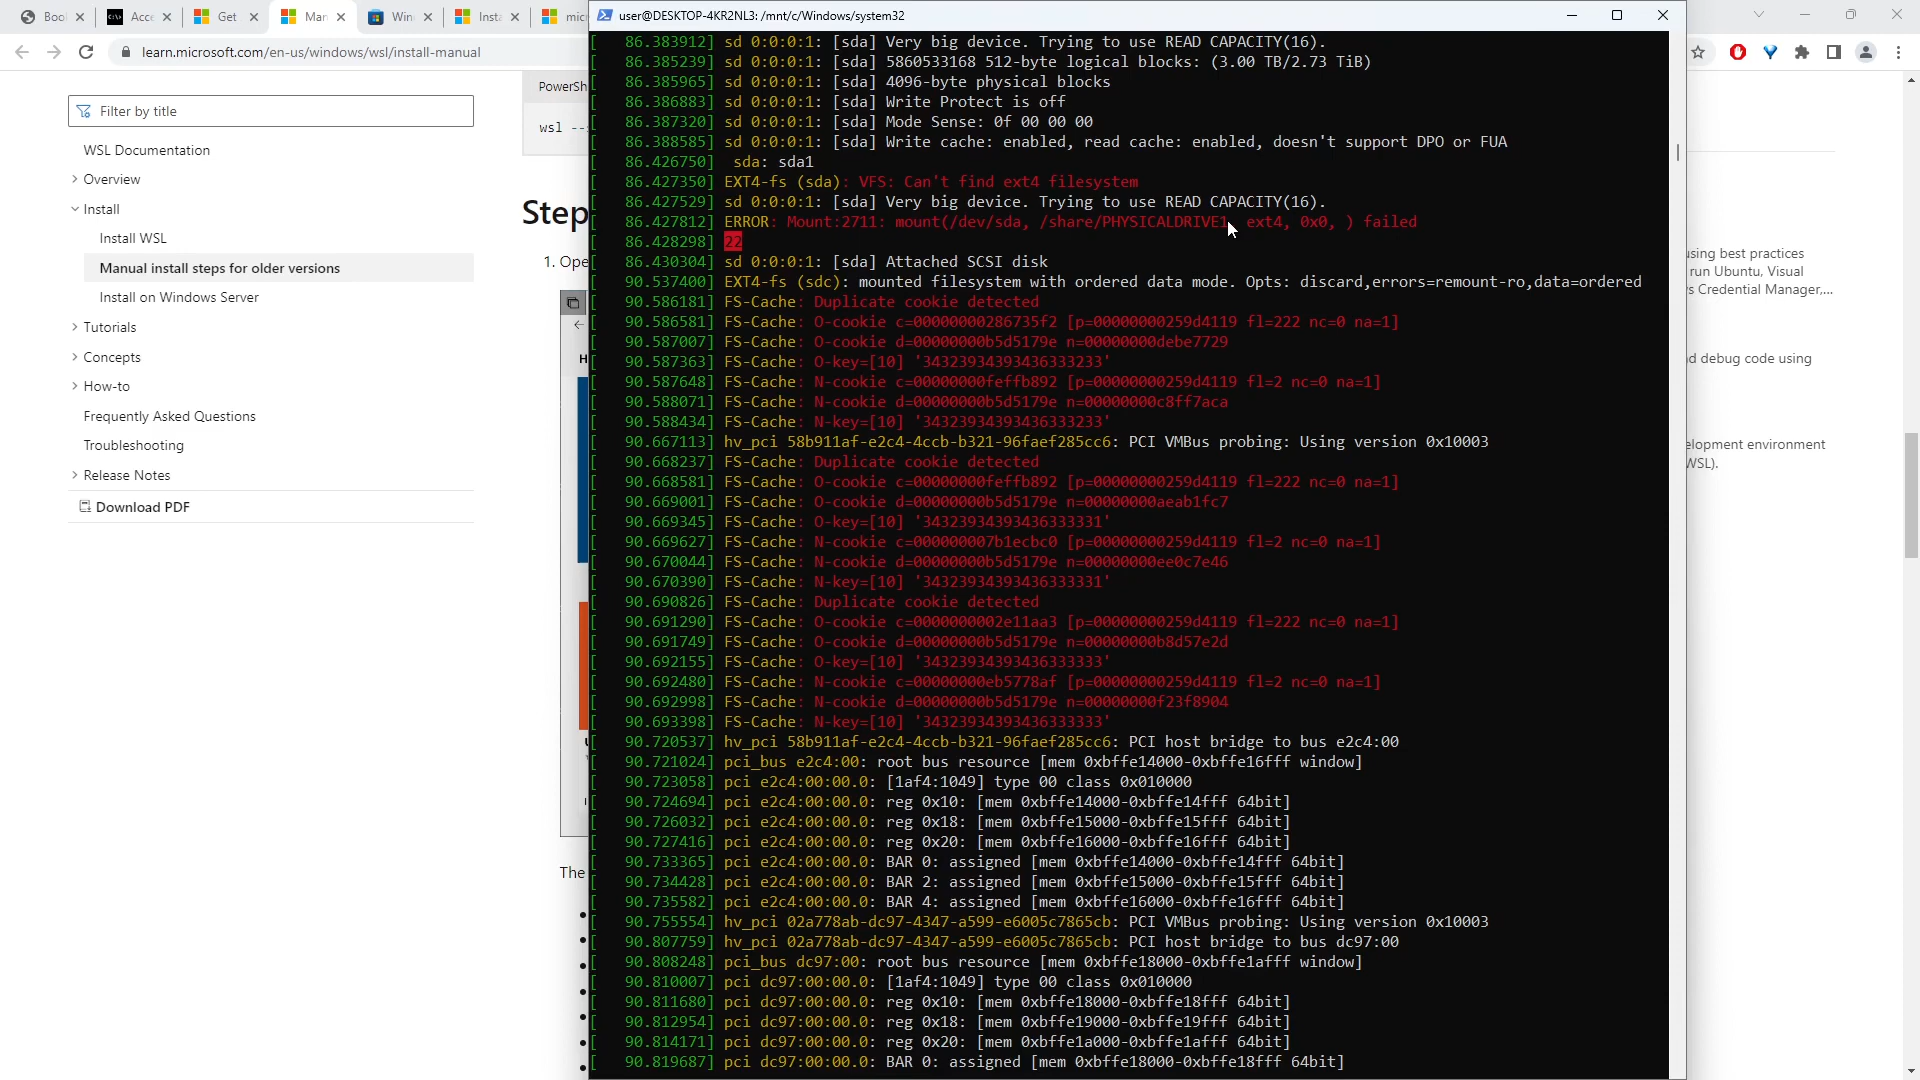 Bool
Acce
Get
Man
Win
Insta
micr
user@DESKTOP-4KR2NL3: /mnt/c/Windows/system32
learn.microsoft.com/en-us/windows/wsl/install-manual
Filter by title
WSL Documentation
Overview
Install
Install WSL
Manual install steps for older versions
Install on Windows Server
Tutorials
Concepts
How-to
Frequently Asked Questions
Troubleshooting
Release Notes
Download PDF
PowerSh
wsl --
Step
1. Ope
The
[   86.383912] sd 0:0:0:1: [sda] Very big device. Trying to use READ CAPACITY(16).
[   86.385239] sd 0:0:0:1: [sda] 5860533168 512-byte logical blocks: (3.00 TB/2.73 TiB)
[   86.385965] sd 0:0:0:1: [sda] 4096-byte physical blocks
[   86.386883] sd 0:0:0:1: [sda] Write Protect is off
[   86.387320] sd 0:0:0:1: [sda] Mode Sense: 0f 00 00 00
[   86.388585] sd 0:0:0:1: [sda] Write cache: enabled, read cache: enabled, doesn't support DPO or FUA
[   86.426750]  sda: sda1
[   86.427350] EXT4-fs (sda): VFS: Can't find ext4 filesystem
[   86.427529] sd 0:0:0:1: [sda] Very big device. Trying to use READ CAPACITY(16).
[   86.427812] ERROR: Mount:2711: mount(/dev/sda, /share/PHYSICALDRIVE1, ext4, 0x0, ) failed
[   86.428298] 22
[   86.430304] sd 0:0:0:1: [sda] Attached SCSI disk
[   90.537400] EXT4-fs (sdc): mounted filesystem with ordered data mode. Opts: discard,errors=remount-ro,data=ordered
[   90.586181] FS-Cache: Duplicate cookie detected
[   90.586581] FS-Cache: O-cookie c=00000000286735f2 [p=00000000259d4119 fl=222 nc=0 na=1]
[   90.587007] FS-Cache: O-cookie d=00000000b5d5179e n=00000000debe7729
[   90.587363] FS-Cache: O-key=[10] '34323934393436333233'
[   90.587648] FS-Cache: N-cookie c=00000000feffb892 [p=00000000259d4119 fl=2 nc=0 na=1]
[   90.588071] FS-Cache: N-cookie d=00000000b5d5179e n=00000000c8ff7aca
[   90.588434] FS-Cache: N-key=[10] '34323934393436333233'
[   90.667113] hv_pci 58b911af-e2c4-4ccb-b321-96faef285cc6: PCI VMBus probing: Using version 0x10003
[   90.668237] FS-Cache: Duplicate cookie detected
[   90.668581] FS-Cache: O-cookie c=00000000feffb892 [p=00000000259d4119 fl=222 nc=0 na=1]
[   90.669001] FS-Cache: O-cookie d=00000000b5d5179e n=00000000aeab1fc7
[   90.669345] FS-Cache: O-key=[10] '34323934393436333331'
[   90.669627] FS-Cache: N-cookie c=000000007b1ecbc0 [p=00000000259d4119 fl=2 nc=0 na=1]
[   90.670044] FS-Cache: N-cookie d=00000000b5d5179e n=00000000ee0c7e46
[   90.670390] FS-Cache: N-key=[10] '34323934393436333331'
[   90.690826] FS-Cache: Duplicate cookie detected
[   90.691290] FS-Cache: O-cookie c=0000000002e11aa3 [p=00000000259d4119 fl=222 nc=0 na=1]
[   90.691749] FS-Cache: O-cookie d=00000000b5d5179e n=00000000b8d57e2d
[   90.692155] FS-Cache: O-key=[10] '34323934393436333333'
[   90.692480] FS-Cache: N-cookie c=00000000eb5778af [p=00000000259d4119 fl=2 nc=0 na=1]
[   90.692998] FS-Cache: N-cookie d=00000000b5d5179e n=00000000f23f8904
[   90.693398] FS-Cache: N-key=[10] '34323934393436333333'
[   90.720537] hv_pci 58b911af-e2c4-4ccb-b321-96faef285cc6: PCI host bridge to bus e2c4:00
[   90.721024] pci_bus e2c4:00: root bus resource [mem 0xbffe14000-0xbffe16fff window]
[   90.723058] pci e2c4:00:00.0: [1af4:1049] type 00 class 0x010000
[   90.724694] pci e2c4:00:00.0: reg 0x10: [mem 0xbffe14000-0xbffe14fff 64bit]
[   90.726032] pci e2c4:00:00.0: reg 0x18: [mem 0xbffe15000-0xbffe15fff 64bit]
[   90.727416] pci e2c4:00:00.0: reg 0x20: [mem 0xbffe16000-0xbffe16fff 64bit]
[   90.733365] pci e2c4:00:00.0: BAR 0: assigned [mem 0xbffe14000-0xbffe14fff 64bit]
[   90.734428] pci e2c4:00:00.0: BAR 2: assigned [mem 0xbffe15000-0xbffe15fff 64bit]
[   90.735582] pci e2c4:00:00.0: BAR 4: assigned [mem 0xbffe16000-0xbffe16fff 64bit]
[   90.755554] hv_pci 02a778ab-dc97-4347-a599-e6005c7865cb: PCI VMBus probing: Using version 0x10003
[   90.807759] hv_pci 02a778ab-dc97-4347-a599-e6005c7865cb: PCI host bridge to bus dc97:00
[   90.808248] pci_bus dc97:00: root bus resource [mem 0xbffe18000-0xbffe1afff window]
[   90.810007] pci dc97:00:00.0: [1af4:1049] type 00 class 0x010000
[   90.811680] pci dc97:00:00.0: reg 0x10: [mem 0xbffe18000-0xbffe18fff 64bit]
[   90.812954] pci dc97:00:00.0: reg 0x18: [mem 0xbffe19000-0xbffe19fff 64bit]
[   90.814171] pci dc97:00:00.0: reg 0x20: [mem 0xbffe1a000-0xbffe1afff 64bit]
[   90.819687] pci dc97:00:00.0: BAR 0: assigned [mem 0xbffe18000-0xbffe18fff 64bit]
using best practices
run Ubuntu, Visual
s Credential Manager,...
nd debug code using
elopment environment
WSL).